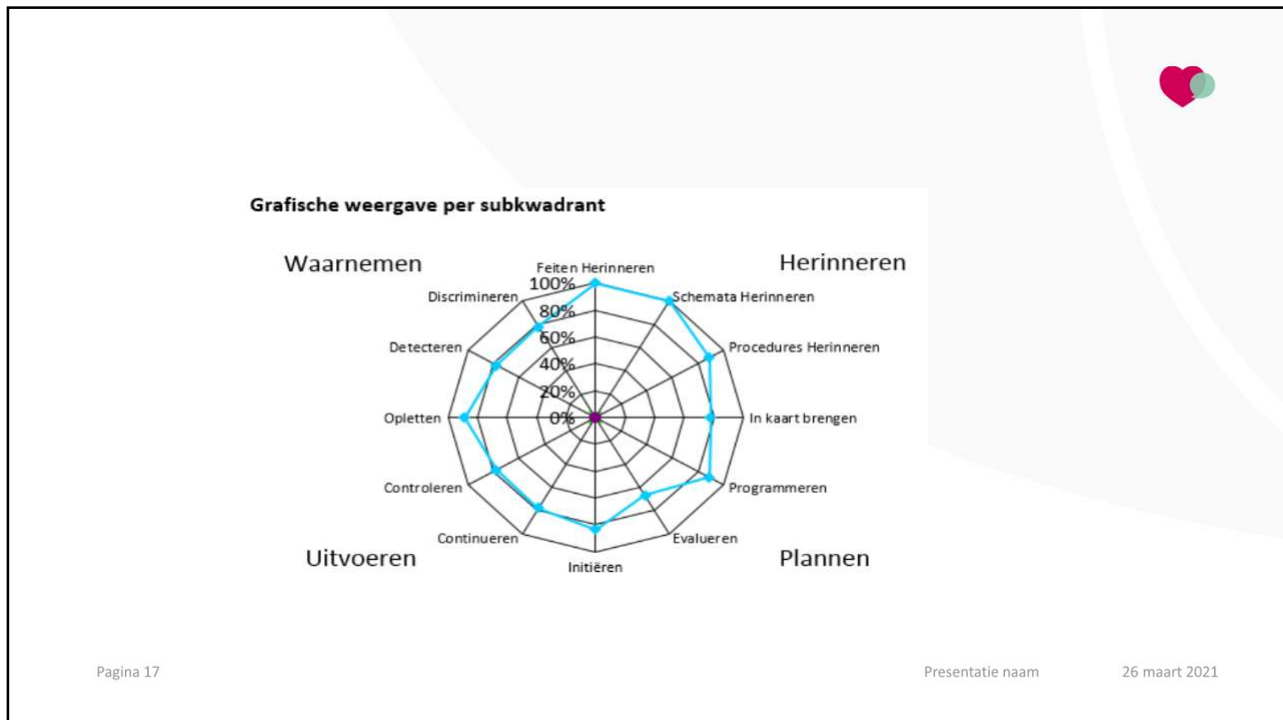 Grafische weergave per subkwadrant
Waarnemen
Herinneren
Feiten Herinneren
100%
Discrimineren
Schemata Herinneren
80%
60%
Detecteren
Procedures Herinneren
40%
20%
Opletten
0%
In kaart brengen
Controleren
Programmeren
Continueren
Evalueren
Uitvoeren
Initiëren
Plannen
Pagina 17
Presentatie naam
26 maart 2021